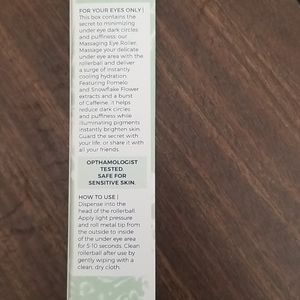 FOR YOUR EYES ONLY |
This box contains the
secret to minimizing
under eye dark circles
and puffiness: our
Massaging Eye Roller.
Massage your delicate
under eye area with the
rollerball and deliver
a surge of instantly
cooling hydration.
Featuring Pomelo
and Snowflake Flower
extracts and a burst
of Caffeine. It helps
reduce dark circles
and puffiness while
illuminating pigments
instantly brighten skin.
Guard the secret with
your life, or share it with
all your friends.
OPTHAMOLOGIST
TESTED.
SAFE FOR
SENSITIVE SKIN.
HOW TO USE |
Dispense into the
head of the rollerball.
Apply light pressure
and roll metal tip from
the outside to inside
of the under eye area
for 5-10 seconds. Clean
rollerball after use by
gently wiping with a
clean, dry cloth.